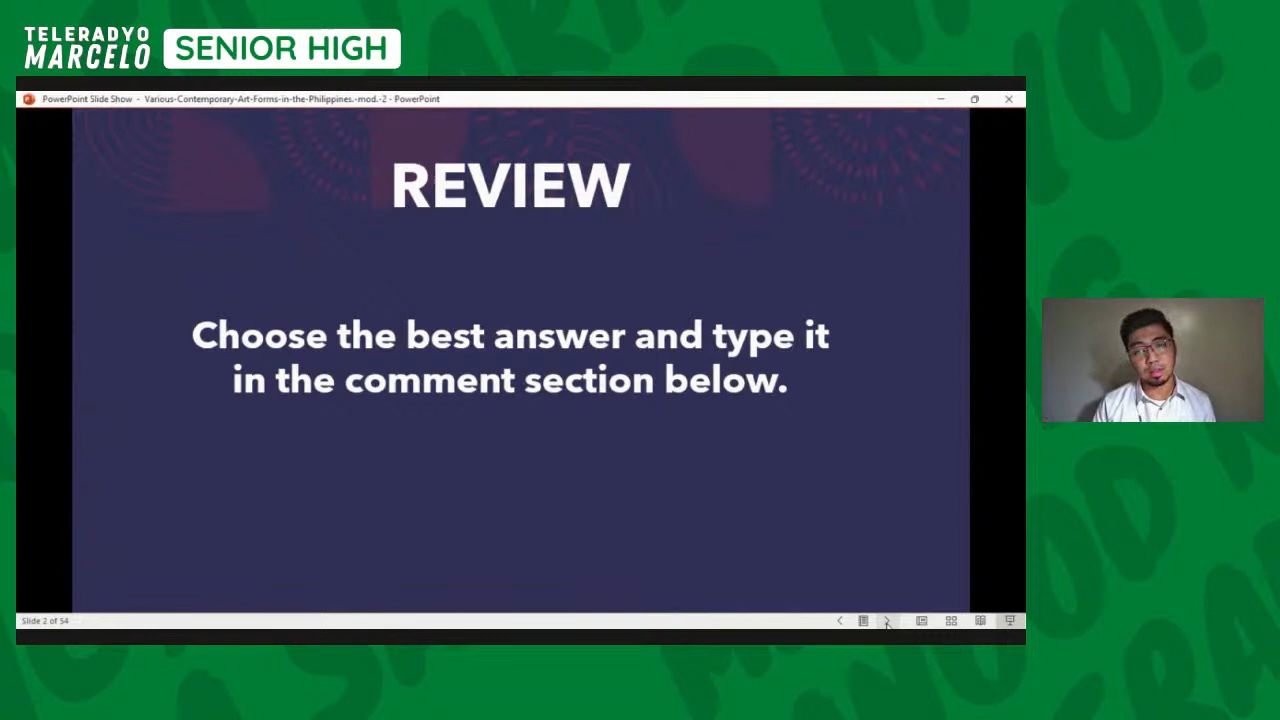 TELERADYO
MARCELO
SENIOR HIGH
PowerPoint Slide Show - Various-Contemporary-Art-Forms-in-the-Philippines.-mod.-2 - PowerPoint
REVIEW
Choose the best answer and type it
in the comment section below.
Slide 2 of 54